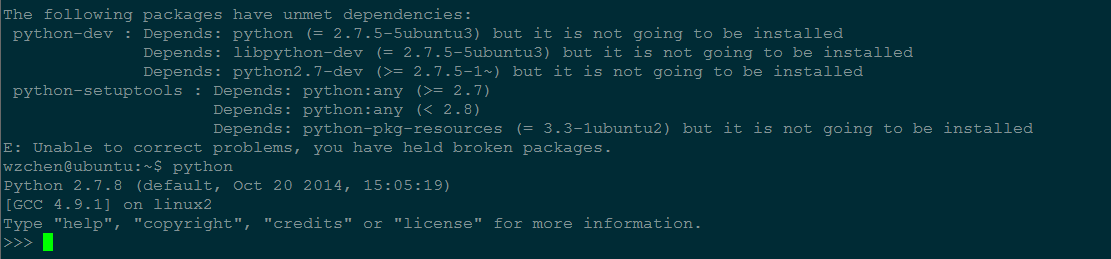 The following packages have unmet dependencies:
 python-dev : Depends: python (= 2.7.5-5ubuntu3) but it is not going to be installed
              Depends: libpython-dev (= 2.7.5-5ubuntu3) but it is not going to be installed
              Depends: python2.7-dev (>= 2.7.5-1~) but it is not going to be installed
 python-setuptools : Depends: python:any (>= 2.7)
                     Depends: python:any (< 2.8)
                     Depends: python-pkg-resources (= 3.3-1ubuntu2) but it is not going to be installed
E: Unable to correct problems, you have held broken packages.
wzchen@ubuntu:~$ python
Python 2.7.8 (default, Oct 20 2014, 15:05:19)
[GCC 4.9.1] on linux2
Type "help", "copyright", "credits" or "license" for more information.
>>>